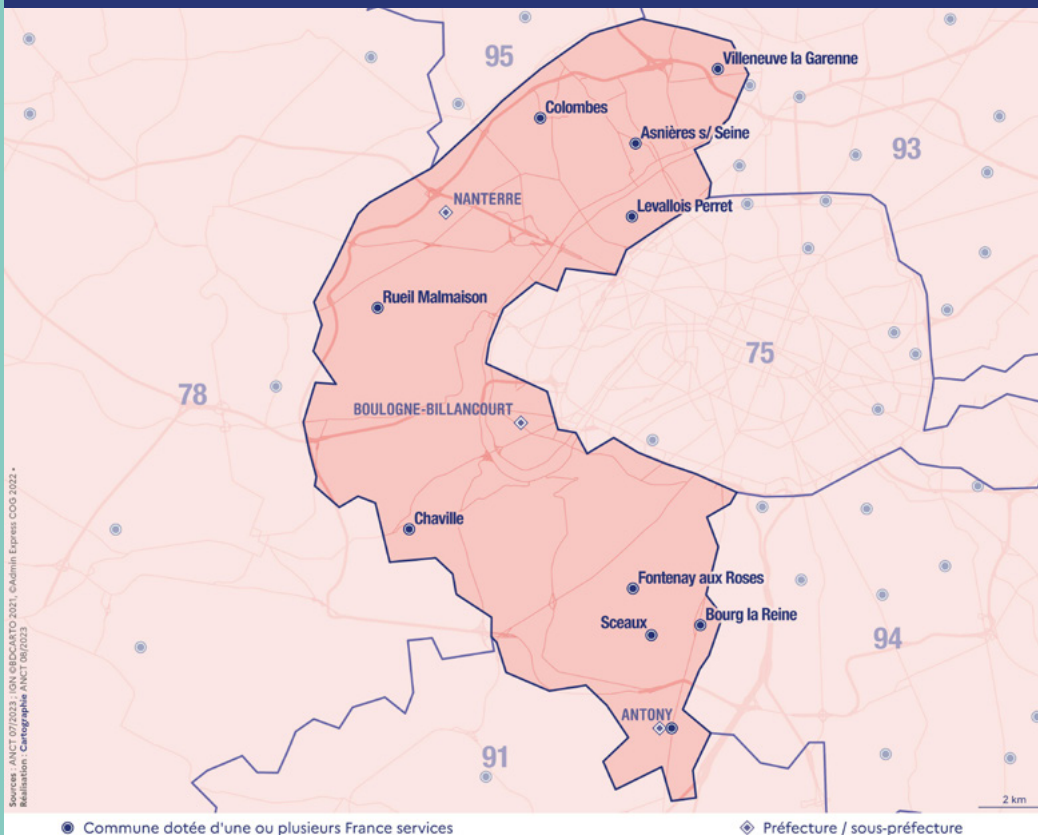 95
Villeneuve la Garenne
Colombes
Asnières s/ Seine
93
NANTERRE
Levallois Perret
Rueil Malmaison
75
78
BOULOGNE-BILLANCOURT
Chaville
Fontenay aux Roses
Sceaux
Bourg la Reine
94
ANTONY
91
2 km
Sources : ANCT 07/2023 ; IGN ©BDCARTO 2021, ©Admin Express COG 2022 •
Réalisation : Cartographie ANCT 08/2023
Commune dotée d'une ou plusieurs France services
Préfecture / sous-préfecture